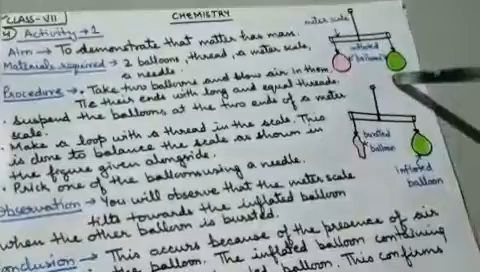 CLASS-VII
CHEMISTRY
4) Activity → 1
Aim → To demonstrate that matter has mass.
Materials required → 2 balloons, thread, a meter scale,
a needle.
Procedure → • Take two balloons and blow air in them.
Tie their ends with long and equal threads.
• Suspend the balloons at the two ends of a meter
scale.
• Make a loop with a thread in the scale. This
is done to balance the scale as shown in
the figure given alongside.
• Prick one of the balloons using a needle.
Observation → You will observe that the meter scale
tilts towards the inflated balloon
when the other balloon is bursted.
Conclusion → This occurs because of the presence of air
the balloon. The inflated balloon containing
balloon. This confirms
meter scale
inflated
balloons
bursted
balloon
inflated
balloon